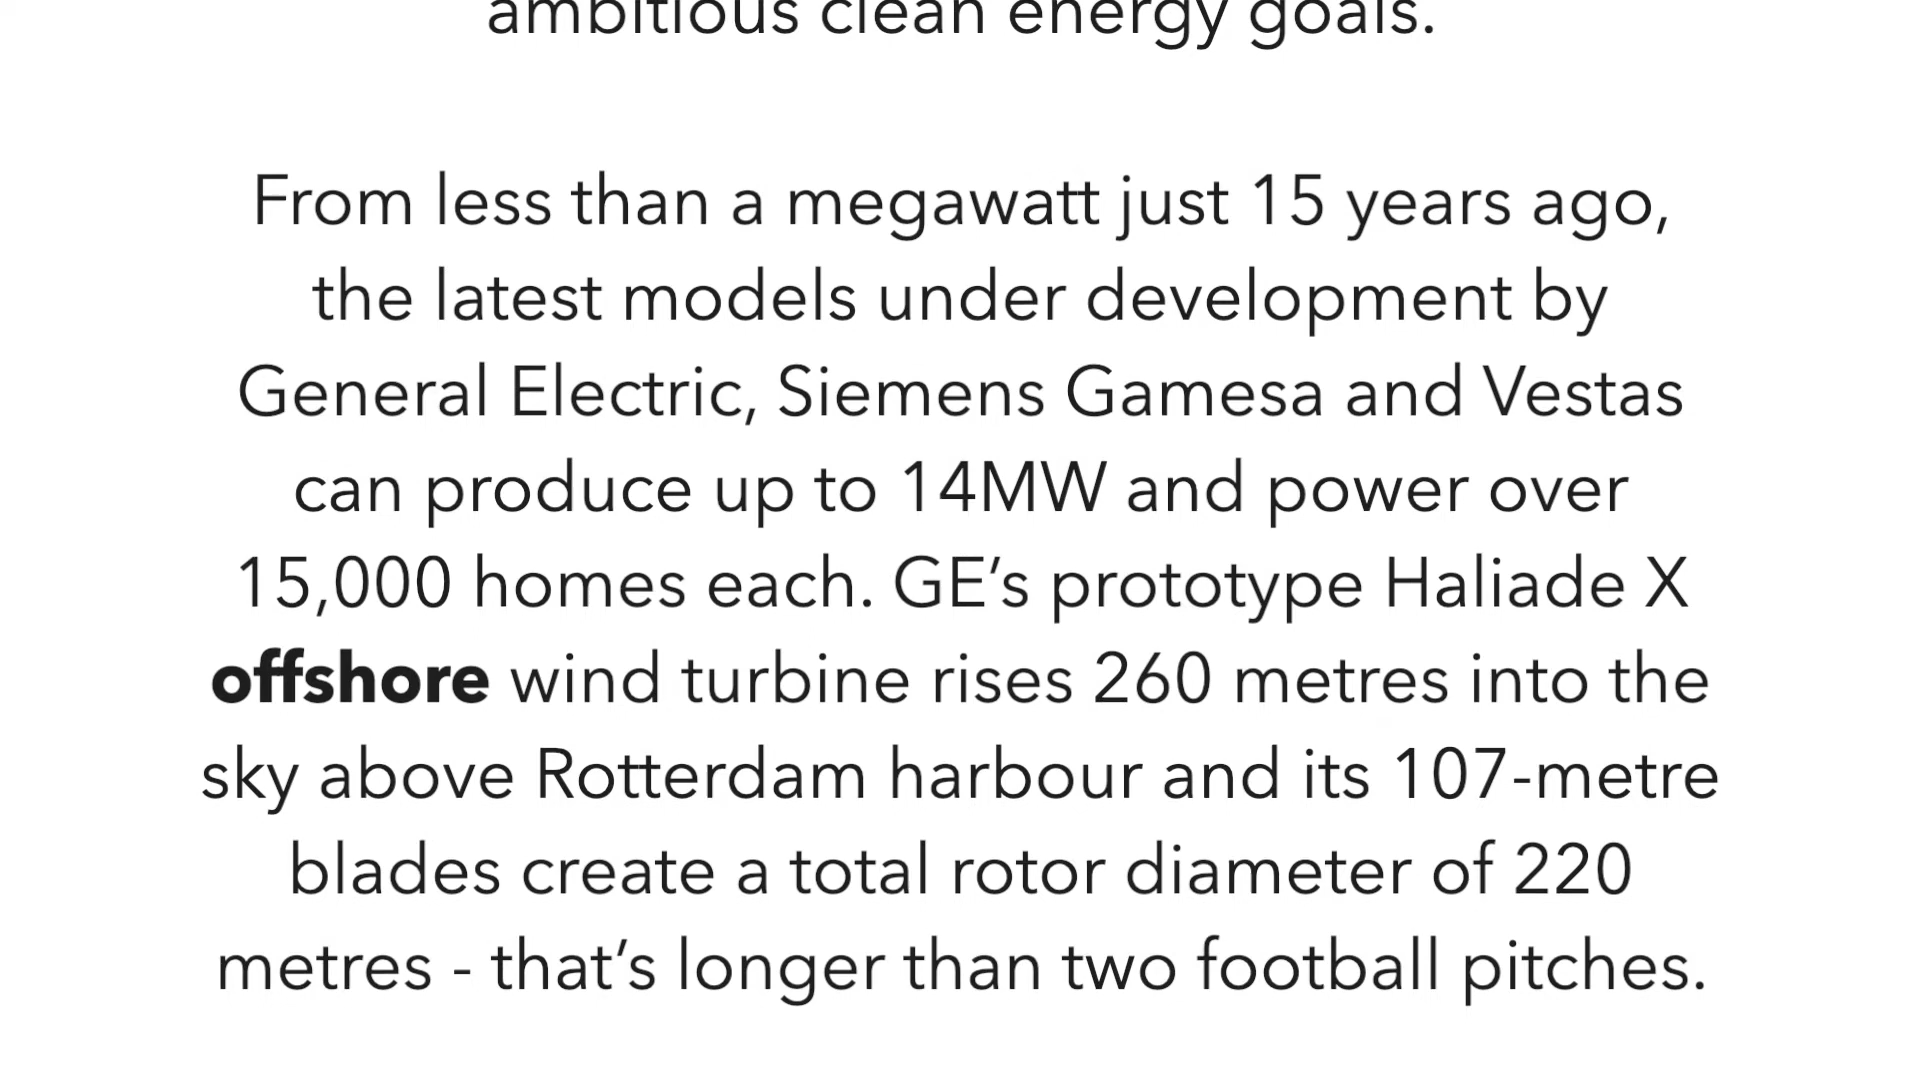 ambitious clean energy goals.
From less than a megawatt just 15 years ago,
the latest models under development by
General Electric, Siemens Gamesa and Vestas
can produce up to 14MW and power over
15,000 homes each. GE’s prototype Haliade X
offshore wind turbine rises 260 metres into the
sky above Rotterdam harbour and its 107-metre
blades create a total rotor diameter of 220
metres - that’s longer than two football pitches.